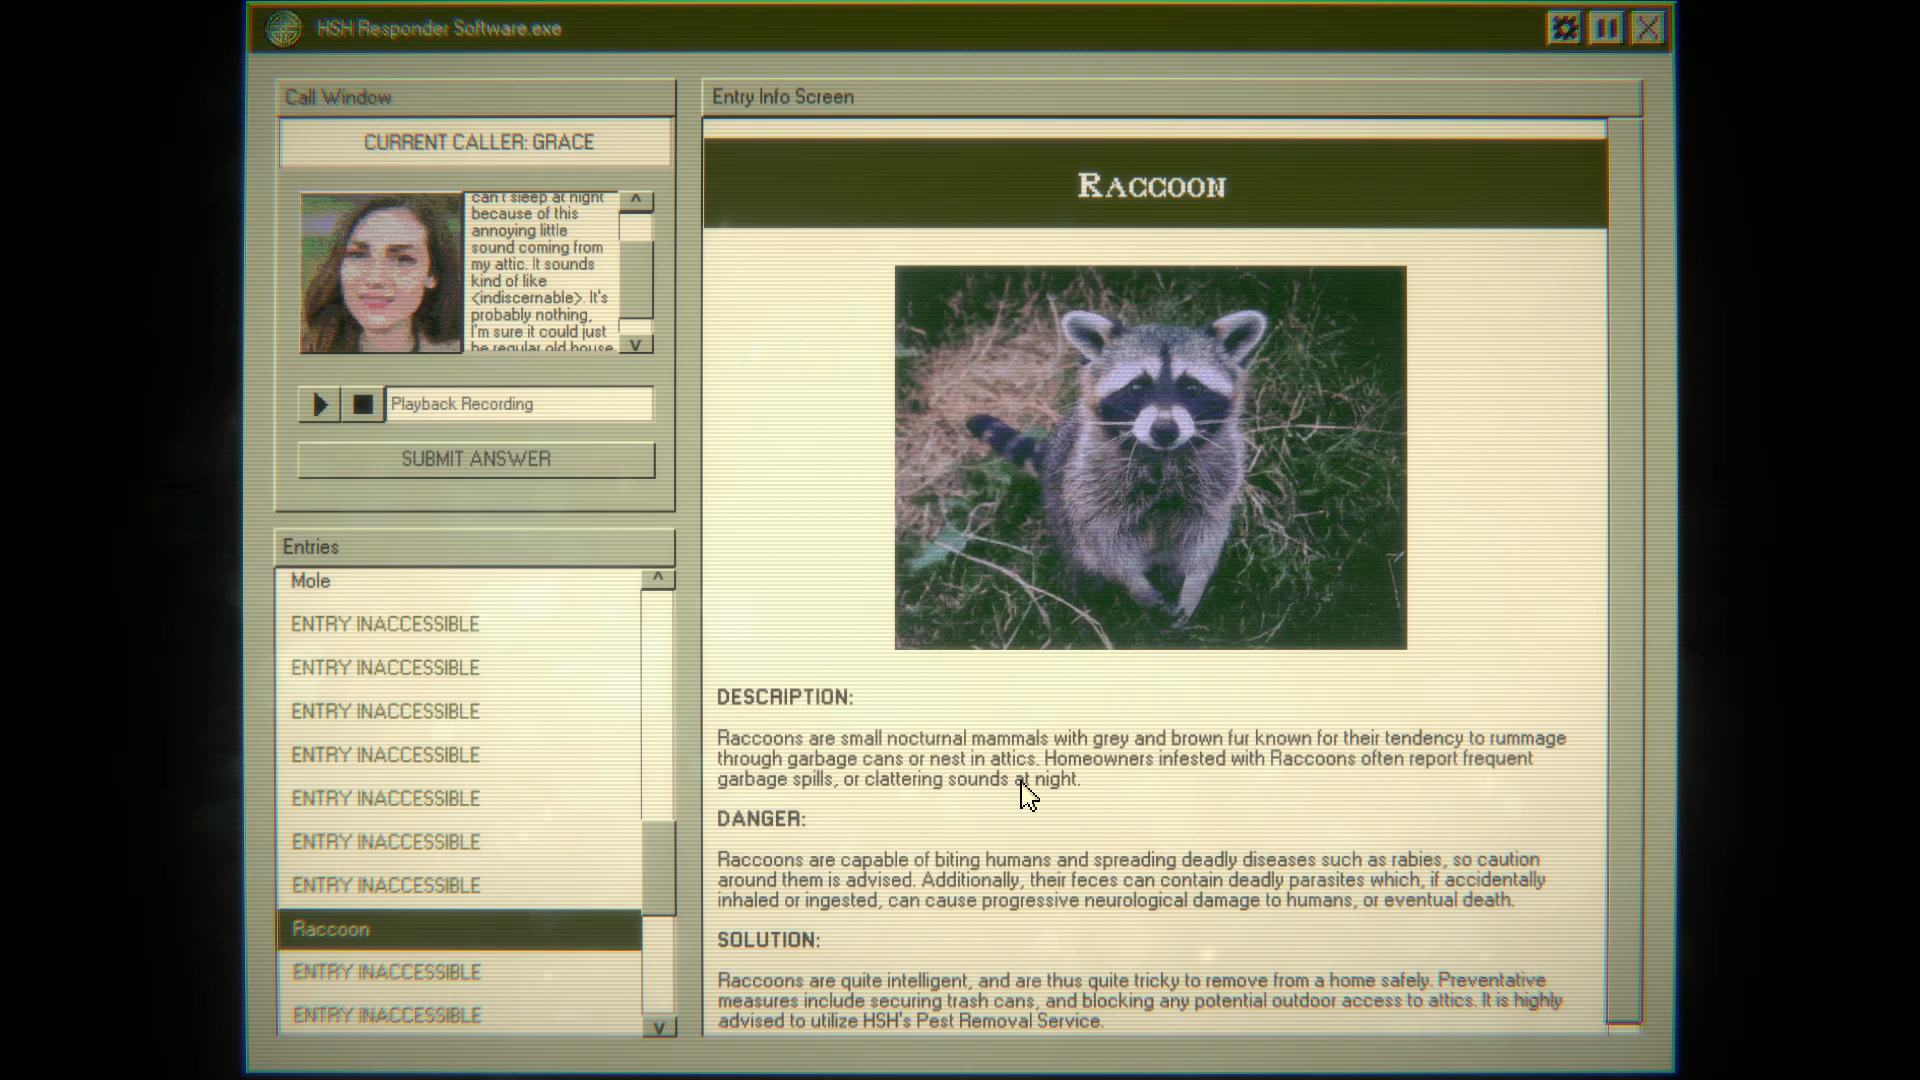 HSH Responder Software.exe
Call Window
CURRENT CALLER: GRACE
can't sleep at night
because of this
annoying little
sound coming from
my attic. It sounds
kind of like
<indiscernable>. It's
probably nothing,
I'm sure it could just
be regular old house
Playback Recording
SUBMIT ANSWER
Entries
Mole
ENTRY INACCESSIBLE
ENTRY INACCESSIBLE
ENTRY INACCESSIBLE
ENTRY INACCESSIBLE
ENTRY INACCESSIBLE
ENTRY INACCESSIBLE
ENTRY INACCESSIBLE
Raccoon
ENTRY INACCESSIBLE
ENTRY INACCESSIBLE
Entry Info Screen
RACCOON
DESCRIPTION:
Raccoons are small nocturnal mammals with grey and brown fur known for their tendency to rummage
through garbage cans or nest in attics. Homeowners infested with Raccoons often report frequent
garbage spills, or clattering sounds at night.
DANGER:
Raccoons are capable of biting humans and spreading deadly diseases such as rabies, so caution
around them is advised. Additionally, their feces can contain deadly parasites which, if accidentally
inhaled or ingested, can cause progressive neurological damage to humans, or eventual death.
SOLUTION:
Raccoons are quite intelligent, and are thus quite tricky to remove from a home safely. Preventative
measures include securing trash cans, and blocking any potential outdoor access to attics. It is highly
advised to utilize HSH's Pest Removal Service.